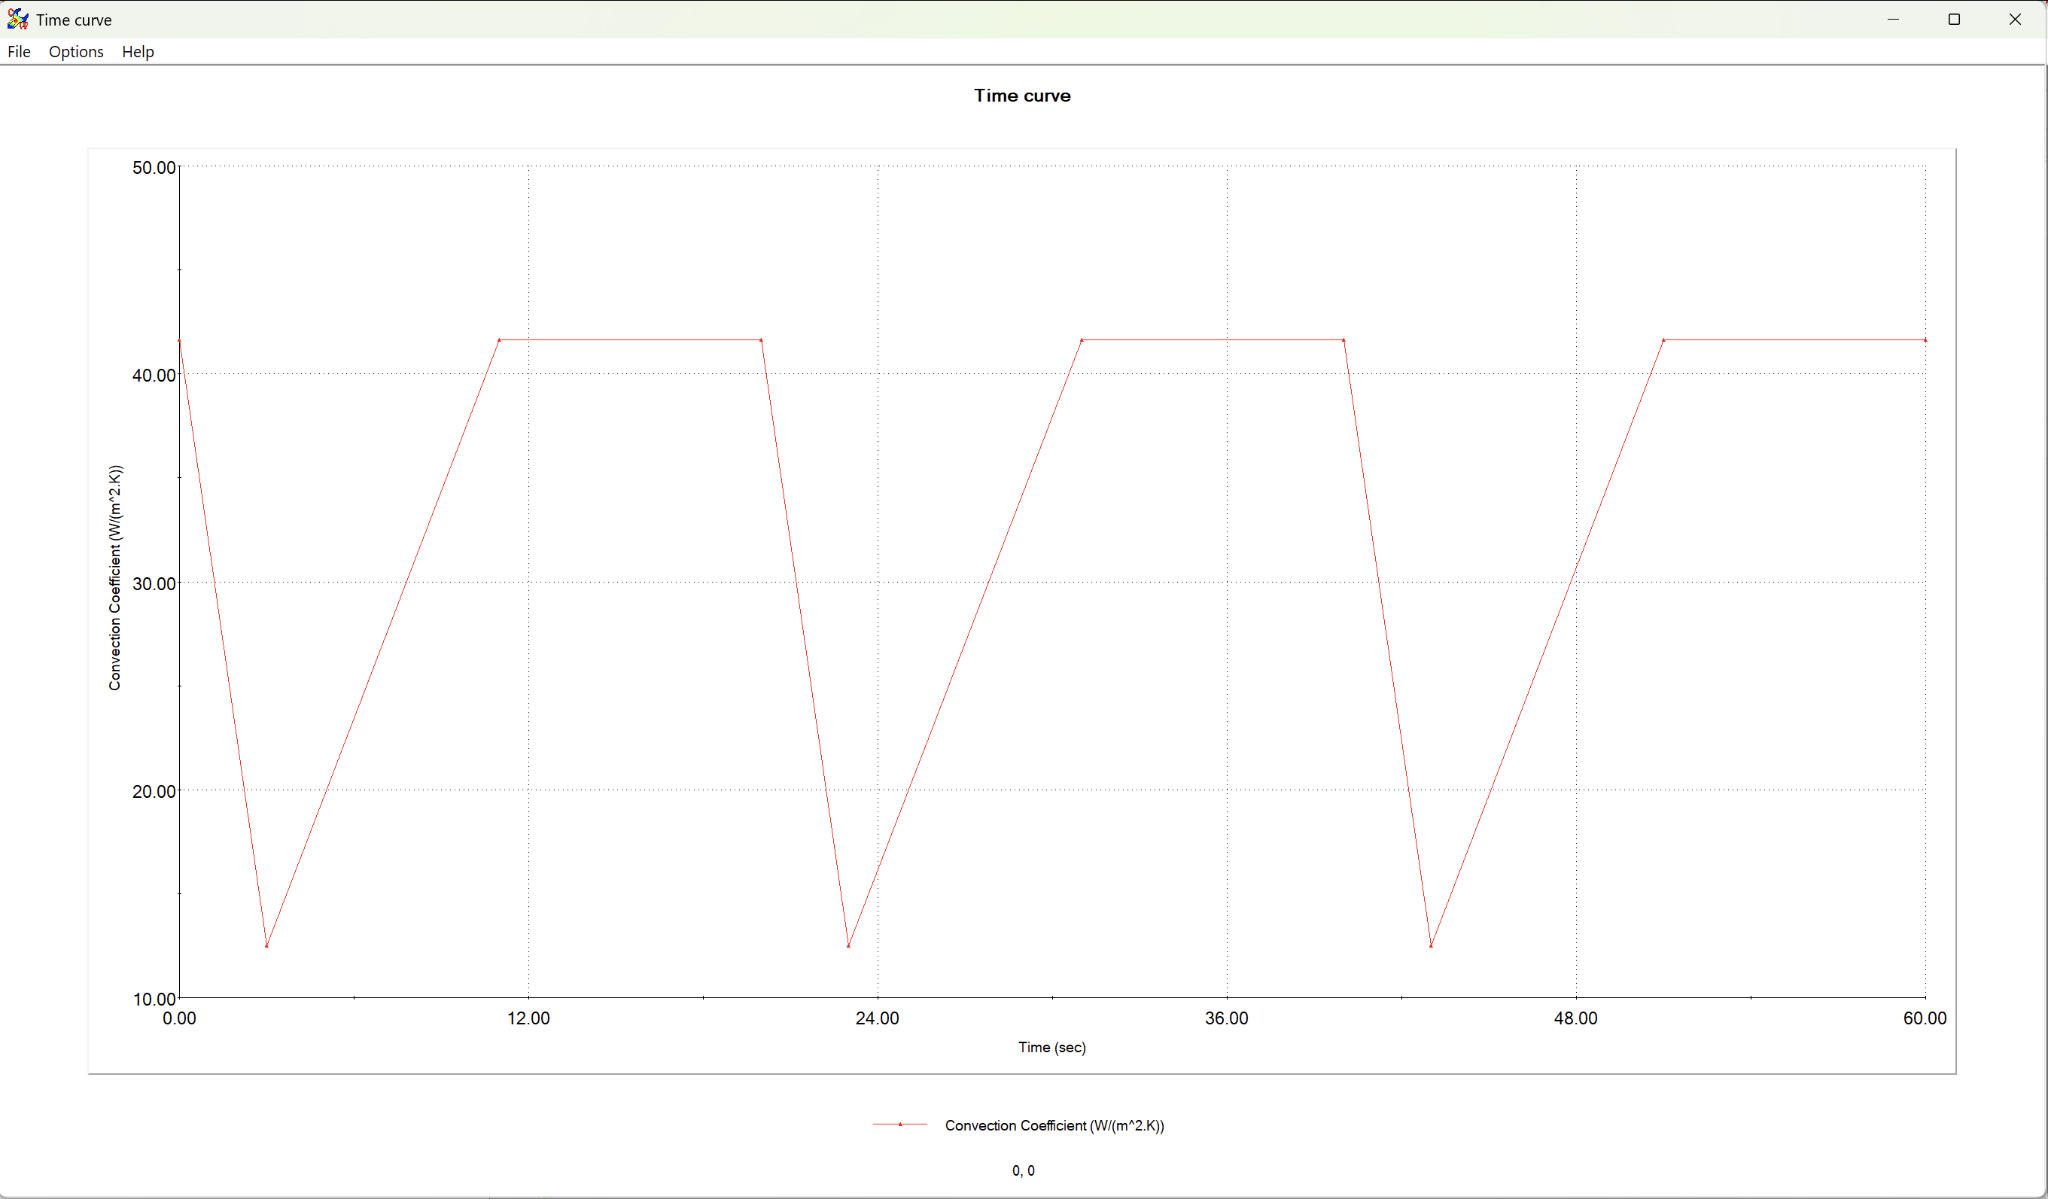 Time curve
File Options Help
Time curve
50.00
40.00
30.00
20.00
10.00
Convection Coefficient (W/(m^2.K))
0.00 12.00 24.00 36.00 48.00 60.00
Time (sec)
Convection Coefficient (W/(m^2.K))
0, 0